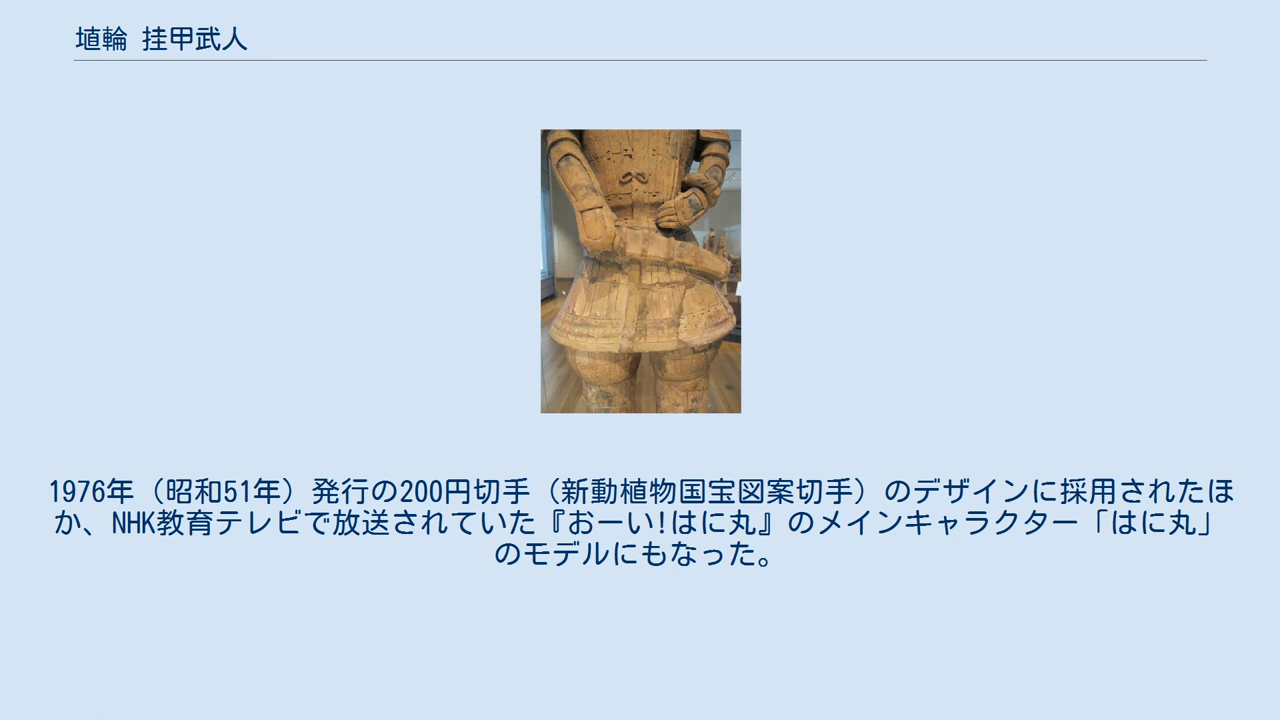 埴輪 挂甲武人
1976年（昭和51年）発行の200円切手（新動植物国宝図案切手）のデザインに採用されたほ
か、NHK教育テレビで放送されていた『おーい!はに丸』のメインキャラクター「はに丸」
のモデルにもなった。